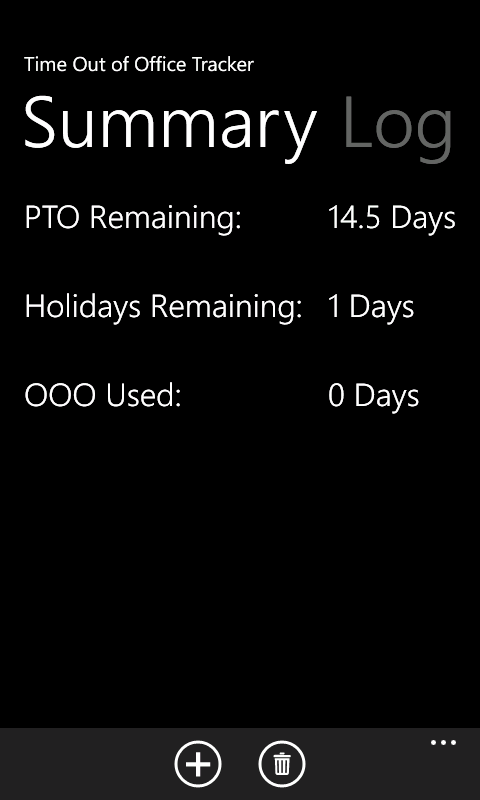 Time Out of Office Tracker
Summary Log
PTO Remaining: 14.5 Days
Holidays Remaining: 1 Days
OOO Used: 0 Days